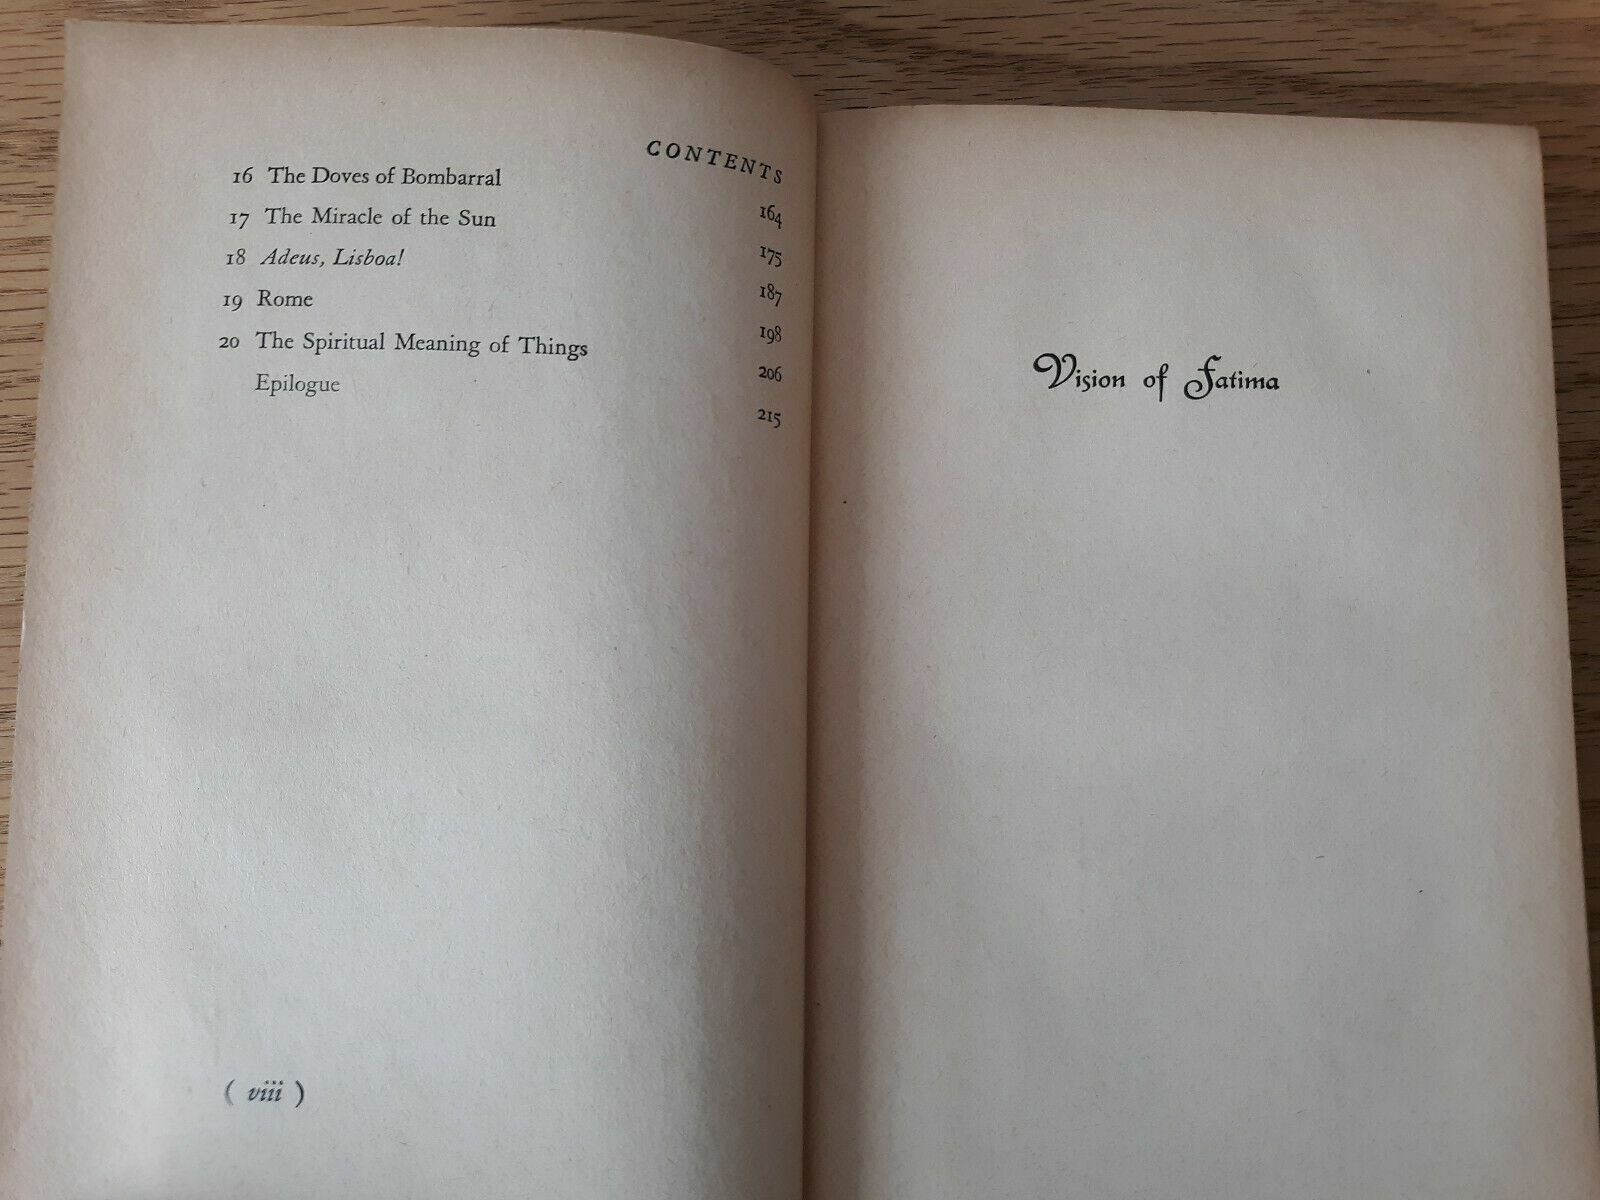 CONTENTS
16 The Doves of Bombarral 164
17 The Miracle of the Sun 175
18 Adeus, Lisboa! 187
19 Rome 198
20 The Spiritual Meaning of Things 206
Epilogue 215
( viii )
Vision of Fatima